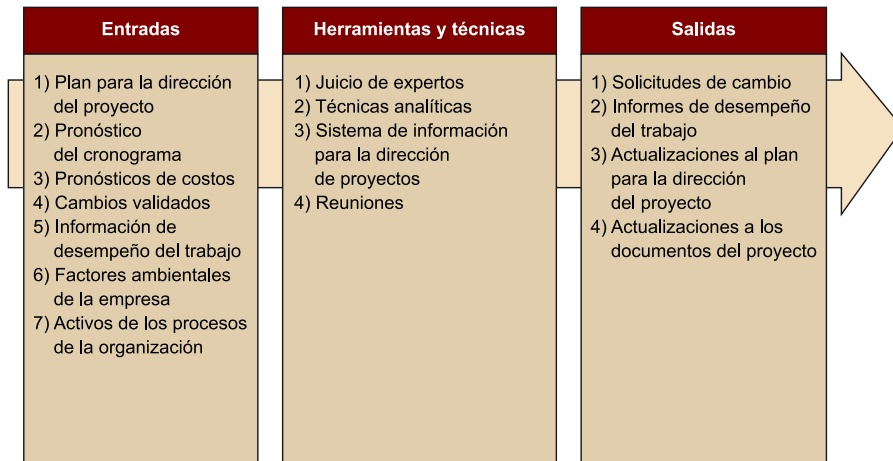 Entradas
1) Plan para la dirección
del proyecto
2) Pronóstico
del cronograma
3) Pronósticos de costos
4) Cambios validados
5) Información de
desempeño del trabajo
6) Factores ambientales
de la empresa
7) Activos de los procesos
de la organización
Herramientas y técnicas
1) Juicio de expertos
2) Técnicas analíticas
3) Sistema de información
para la dirección
de proyectos
4) Reuniones
Salidas
1) Solicitudes de cambio
2) Informes de desempeño
del trabajo
3) Actualizaciones al plan
para la dirección
del proyecto
4) Actualizaciones a los
documentos del proyecto